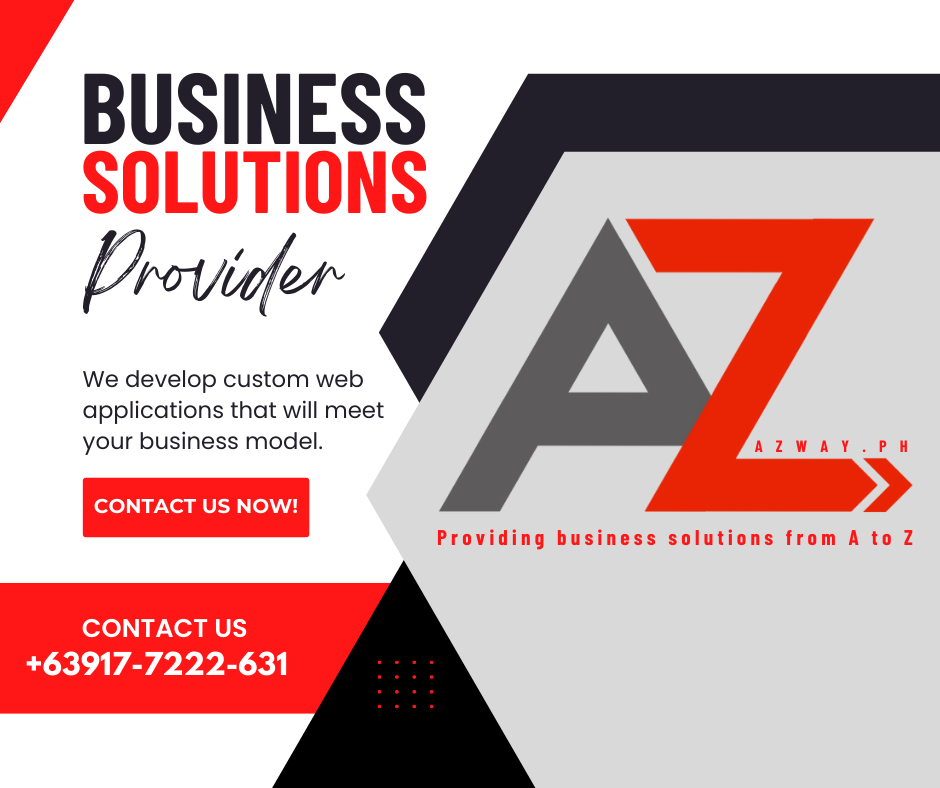 BUSINESS
SOLUTIONS
Provider
We develop custom web
applications that will meet
your business model.
CONTACT US NOW!
CONTACT US
+63917-7222-631
AZ
AZWAY.PH
Providing business solutions from A to Z